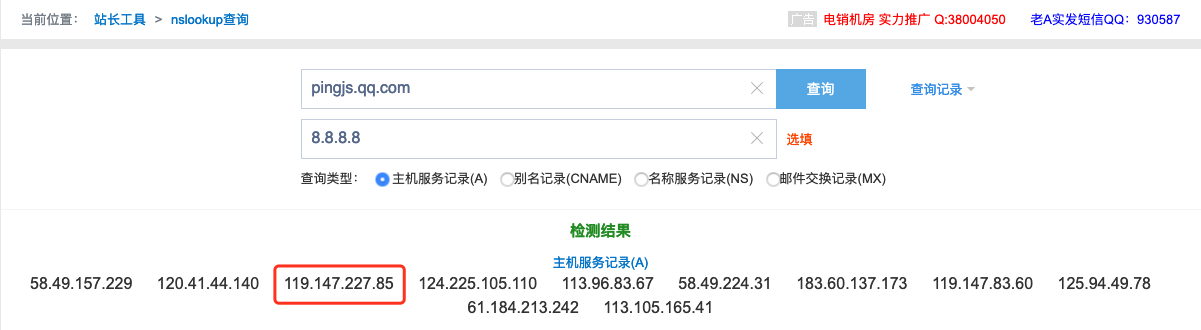 当前位置： 站长工具 > nslookup查询 广告 电销机房 实力推广 Q:38004050 老A实发短信QQ：930587
pingjs.qq.com 查询 查询记录
8.8.8.8 选填
查询类型： 主机服务记录(A) 别名记录(CNAME) 名称服务记录(NS) 邮件交换记录(MX)
检测结果
主机服务记录(A)
58.49.157.229 120.41.44.140 119.147.227.85 124.225.105.110 113.96.83.67 58.49.224.31 183.60.137.173 119.147.83.60 125.94.49.78
61.184.213.242 113.105.165.41